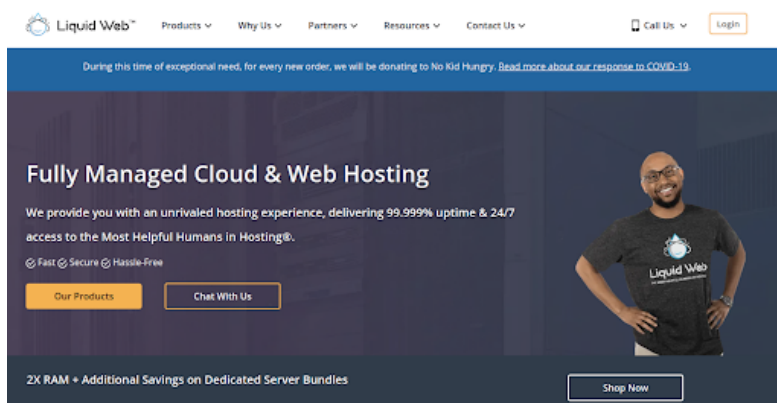 Liquid Web™ Products Why Us Partners Resources Contact Us Call Us Login
During this time of exceptional need, for every new order, we will be donating to No Kid Hungry. Read more about our response to COVID-19.
Fully Managed Cloud & Web Hosting
We provide you with an unrivaled hosting experience, delivering 99.999% uptime & 24/7
access to the Most Helpful Humans in Hosting®.
Fast Secure Hassle-Free
Our Products Chat With Us
Liquid Web
2X RAM + Additional Savings on Dedicated Server Bundles
Shop Now